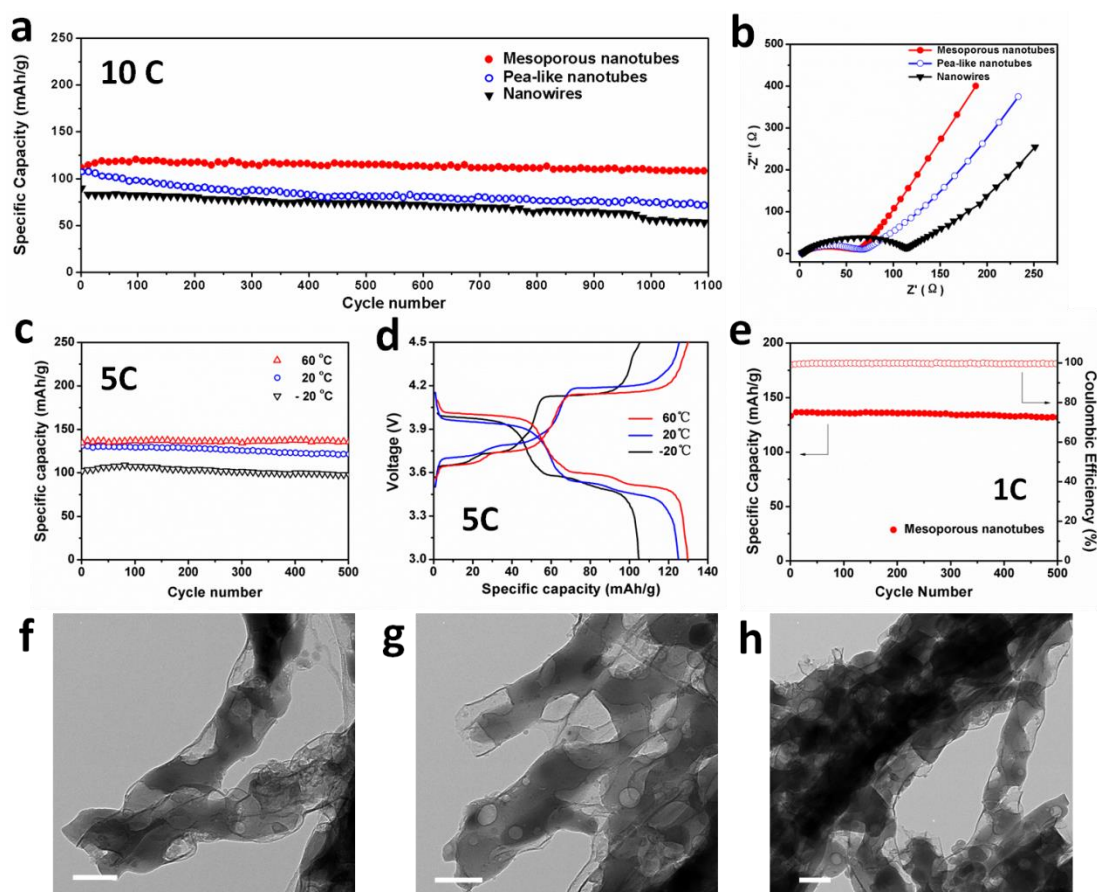 a
250
200
150
100
50
0
Specific Capacity (mAh/g)
10 C
Mesoporous nanotubes
Pea-like nanotubes
Nanowires
0 100 200 300 400 500 600 700 800 900 1000 1100
Cycle number
b
500
400
300
200
100
0
-Z'' (Ω)
Mesoporous nanotubes
Pea-like nanotubes
Nanowires
0 50 100 150 200 250
Z' (Ω)
c
250
200
150
100
50
0
Specific capacity (mAh/g)
5C
60 °C
20 °C
- 20 °C
0 100 200 300 400 500
Cycle number
d
4.5
4.2
3.9
3.6
3.3
3.0
Voltage (V)
60℃
20℃
-20℃
5C
0 20 40 60 80 100 120 140
Specific capacity (mAh/g)
e
200
150
100
50
0
Specific Capacity (mAh/g)
100
80
60
40
20
0
Coulombic Efficiency (%)
1C
Mesoporous nanotubes
0 100 200 300 400 500
Cycle Number
f
g
h